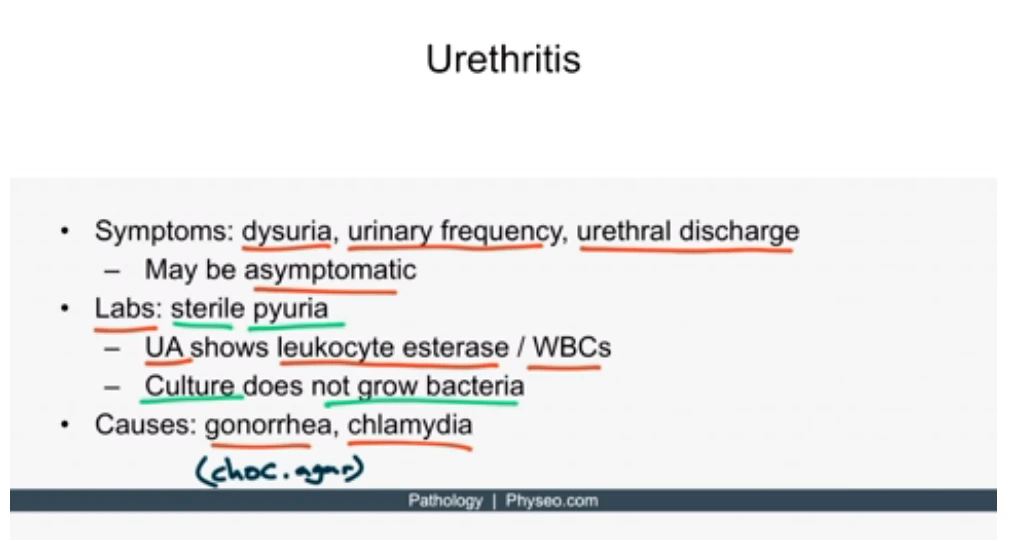 Urethritis
• Symptoms: dysuria, urinary frequency, urethral discharge
– May be asymptomatic
• Labs: sterile pyuria
– UA shows leukocyte esterase / WBCs
– Culture does not grow bacteria
• Causes: gonorrhea, chlamydia
(choc. agar)
Pathology | Physeo.com